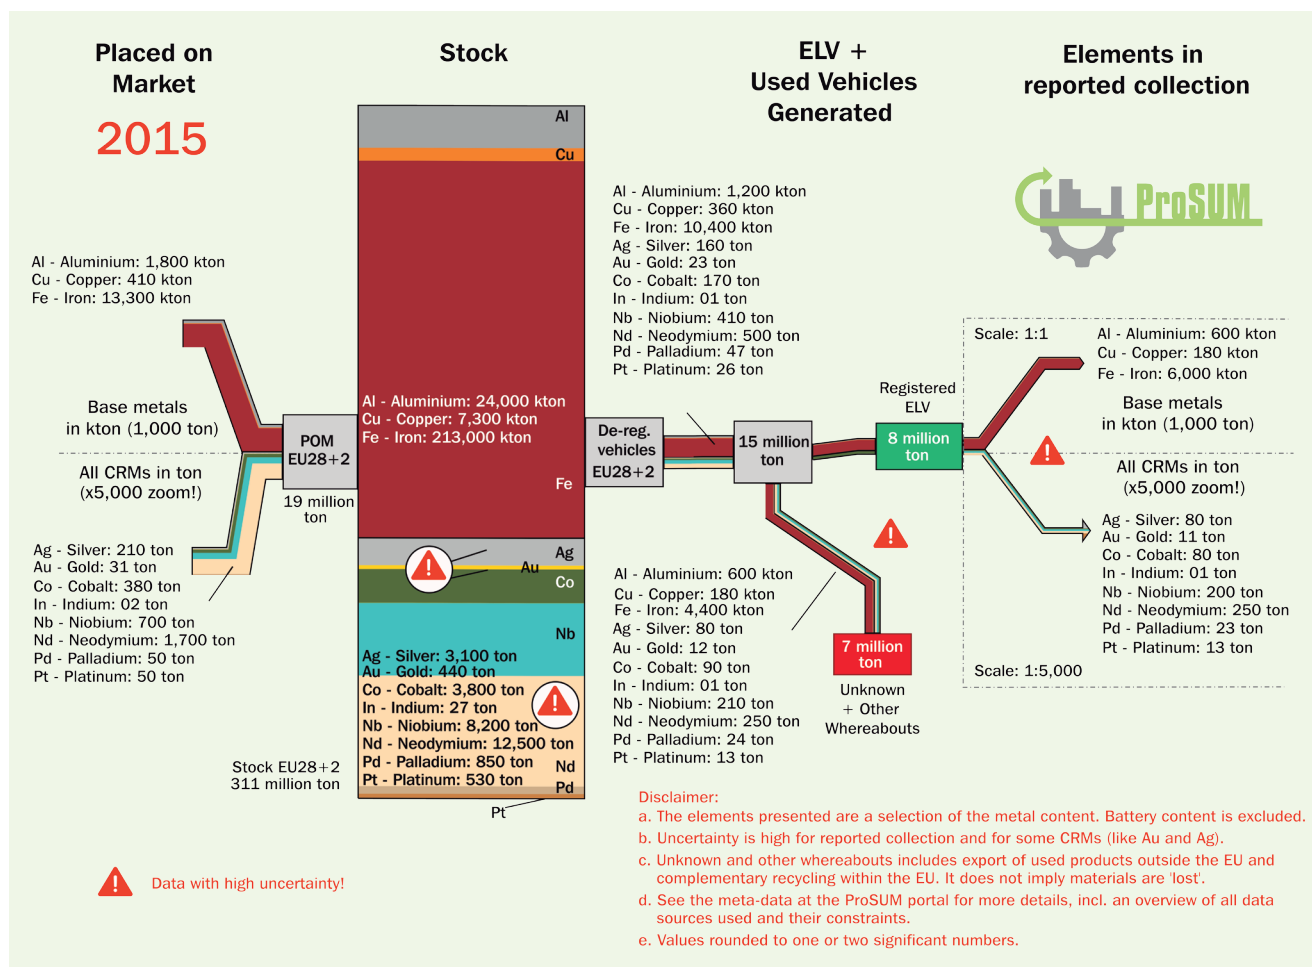 Placed on
Market
2015
Stock
ELV +
Used Vehicles
Generated
Elements in
reported collection
ProSUM
Al - Aluminium: 1,800 kton
Cu - Copper: 410 kton
Fe - Iron: 13,300 kton
Base metals
in kton (1,000 ton)
All CRMs in ton
(x5,000 zoom!)
POM
EU28+2
19 million
ton
Ag - Silver: 210 ton
Au - Gold: 31 ton
Co - Cobalt: 380 ton
In - Indium: 02 ton
Nb - Niobium: 700 ton
Nd - Neodymium: 1,700 ton
Pd - Palladium: 50 ton
Pt - Platinum: 50 ton
Stock EU28+2
311 million ton
Al
Cu
Al - Aluminium: 24,000 kton
Cu - Copper: 7,300 kton
Fe - Iron: 213,000 kton
Fe
Ag
Au
Co
Nb
Ag - Silver: 3,100 ton
Au - Gold: 440 ton
Co - Cobalt: 3,800 ton
In - Indium: 27 ton
Nb - Niobium: 8,200 ton
Nd - Neodymium: 12,500 ton
Pd - Palladium: 850 ton
Pt - Platinum: 530 ton
Nd
Pd
Pt
Al - Aluminium: 1,200 kton
Cu - Copper: 360 kton
Fe - Iron: 10,400 kton
Ag - Silver: 160 ton
Au - Gold: 23 ton
Co - Cobalt: 170 ton
In - Indium: 01 ton
Nb - Niobium: 410 ton
Nd - Neodymium: 500 ton
Pd - Palladium: 47 ton
Pt - Platinum: 26 ton
De-reg.
vehicles
EU28+2
15 million
ton
Registered
ELV
8 million
ton
Al - Aluminium: 600 kton
Cu - Copper: 180 kton
Fe - Iron: 4,400 kton
Ag - Silver: 80 ton
Au - Gold: 12 ton
Co - Cobalt: 90 ton
In - Indium: 01 ton
Nb - Niobium: 210 ton
Nd - Neodymium: 250 ton
Pd - Palladium: 24 ton
Pt - Platinum: 13 ton
7 million
ton
Unknown
+ Other
Whereabouts
Scale: 1:1
Al - Aluminium: 600 kton
Cu - Copper: 180 kton
Fe - Iron: 6,000 kton
Base metals
in kton (1,000 ton)
All CRMs in ton
(x5,000 zoom!)
Ag - Silver: 80 ton
Au - Gold: 11 ton
Co - Cobalt: 80 ton
In - Indium: 01 ton
Nb - Niobium: 200 ton
Nd - Neodymium: 250 ton
Pd - Palladium: 23 ton
Pt - Platinum: 13 ton
Scale: 1:5,000
Data with high uncertainty!
Disclaimer:
a. The elements presented are a selection of the metal content. Battery content is excluded.
b. Uncertainty is high for reported collection and for some CRMs (like Au and Ag).
c. Unknown and other whereabouts includes export of used products outside the EU and
complementary recycling within the EU. It does not imply materials are 'lost'.
d. See the meta-data at the ProSUM portal for more details, incl. an overview of all data
sources used and their constraints.
e. Values rounded to one or two significant numbers.